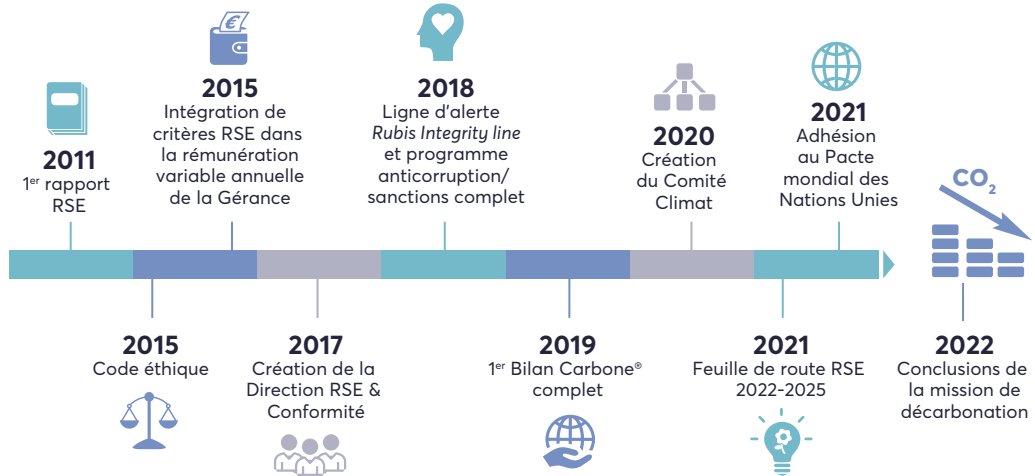 2011
1er rapport
RSE
2015
Intégration de
critères RSE dans
la rémunération
variable annuelle
de la Gérance
2018
Ligne d'alerte
Rubis Integrity line
et programme
anticorruption/
sanctions complet
2020
Création
du Comité
Climat
2021
Adhésion
au Pacte
mondial des
Nations Unies
CO2
2015
Code éthique
2017
Création de la
Direction RSE &
Conformité
2019
1er Bilan Carbone®
complet
2021
Feuille de route RSE
2022-2025
2022
Conclusions de
la mission de
décarbonation